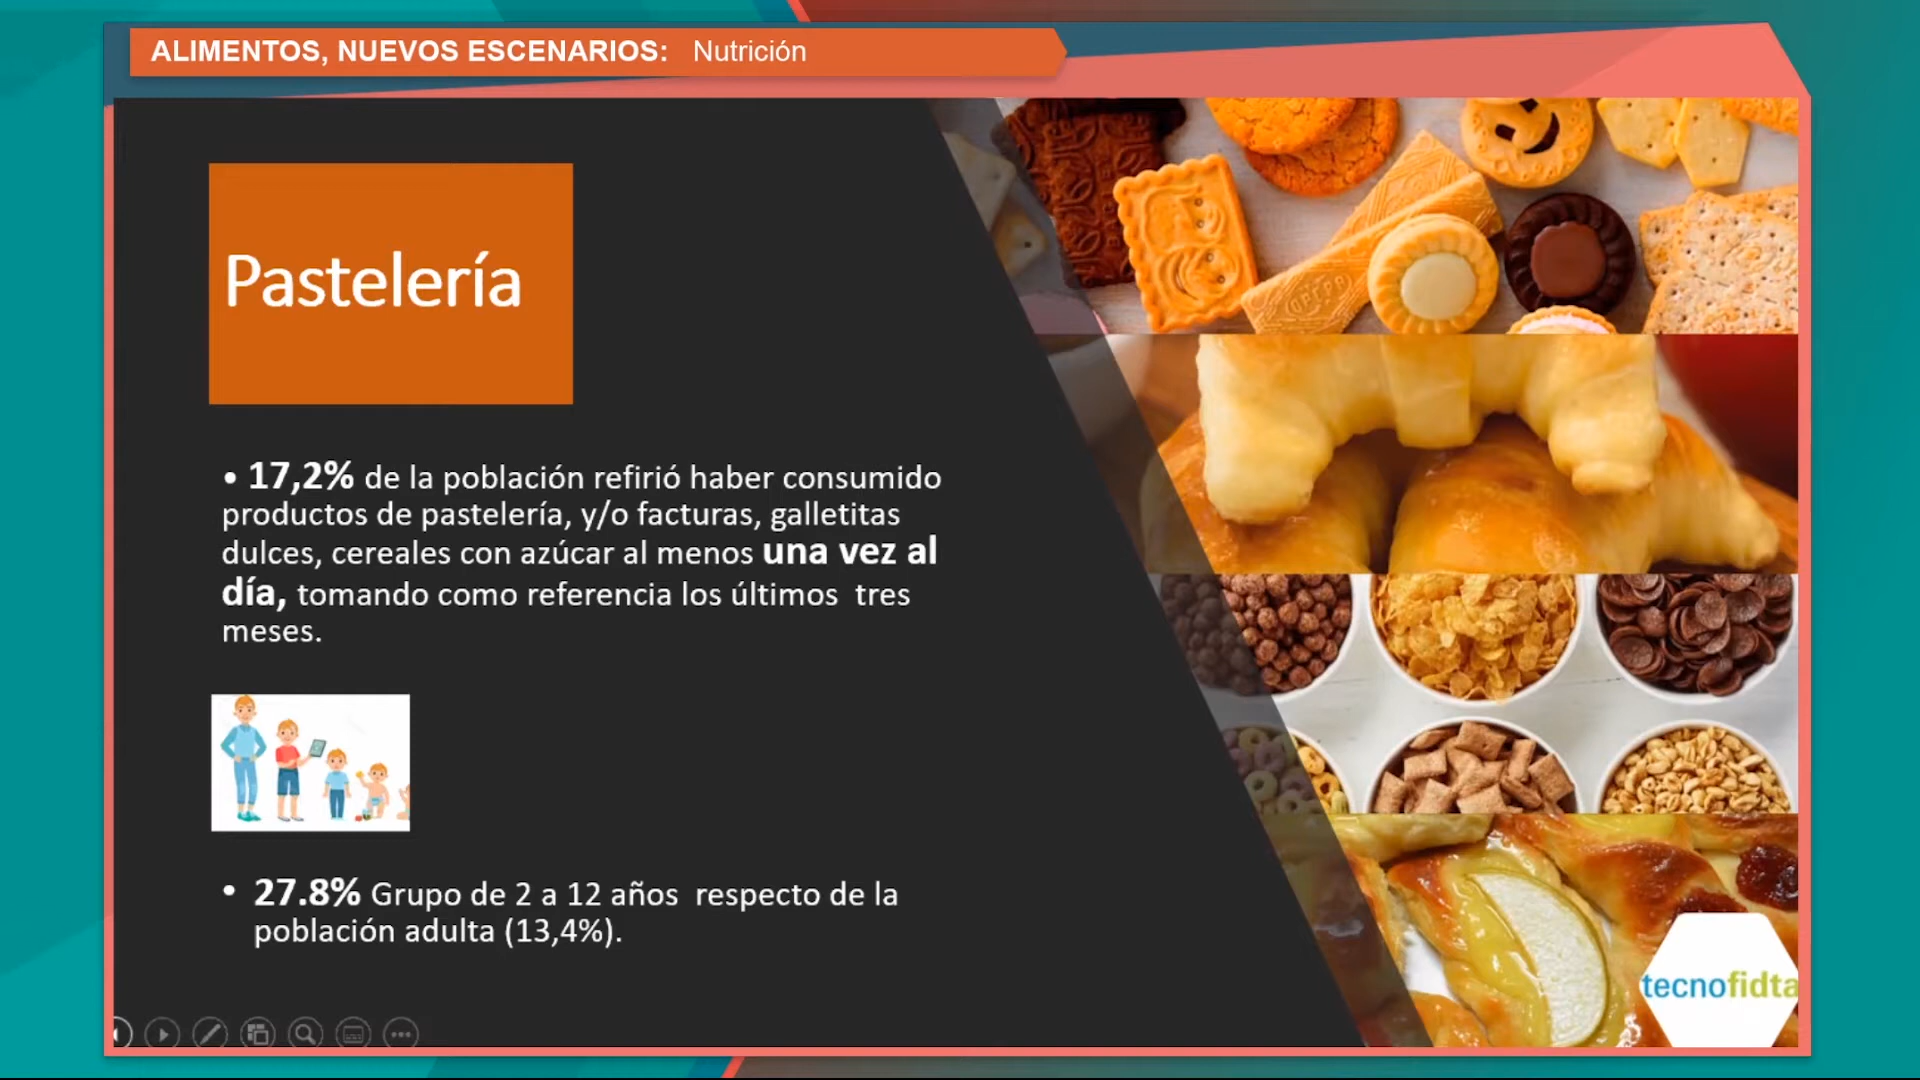 ALIMENTOS, NUEVOS ESCENARIOS: Nutrición
Pastelería
• 17,2% de la población refirió haber consumido
productos de pastelería, y/o facturas, galletitas
dulces, cereales con azúcar al menos una vez al
día, tomando como referencia los últimos tres
meses.
• 27.8% Grupo de 2 a 12 años respecto de la
población adulta (13,4%).
tecnofidta